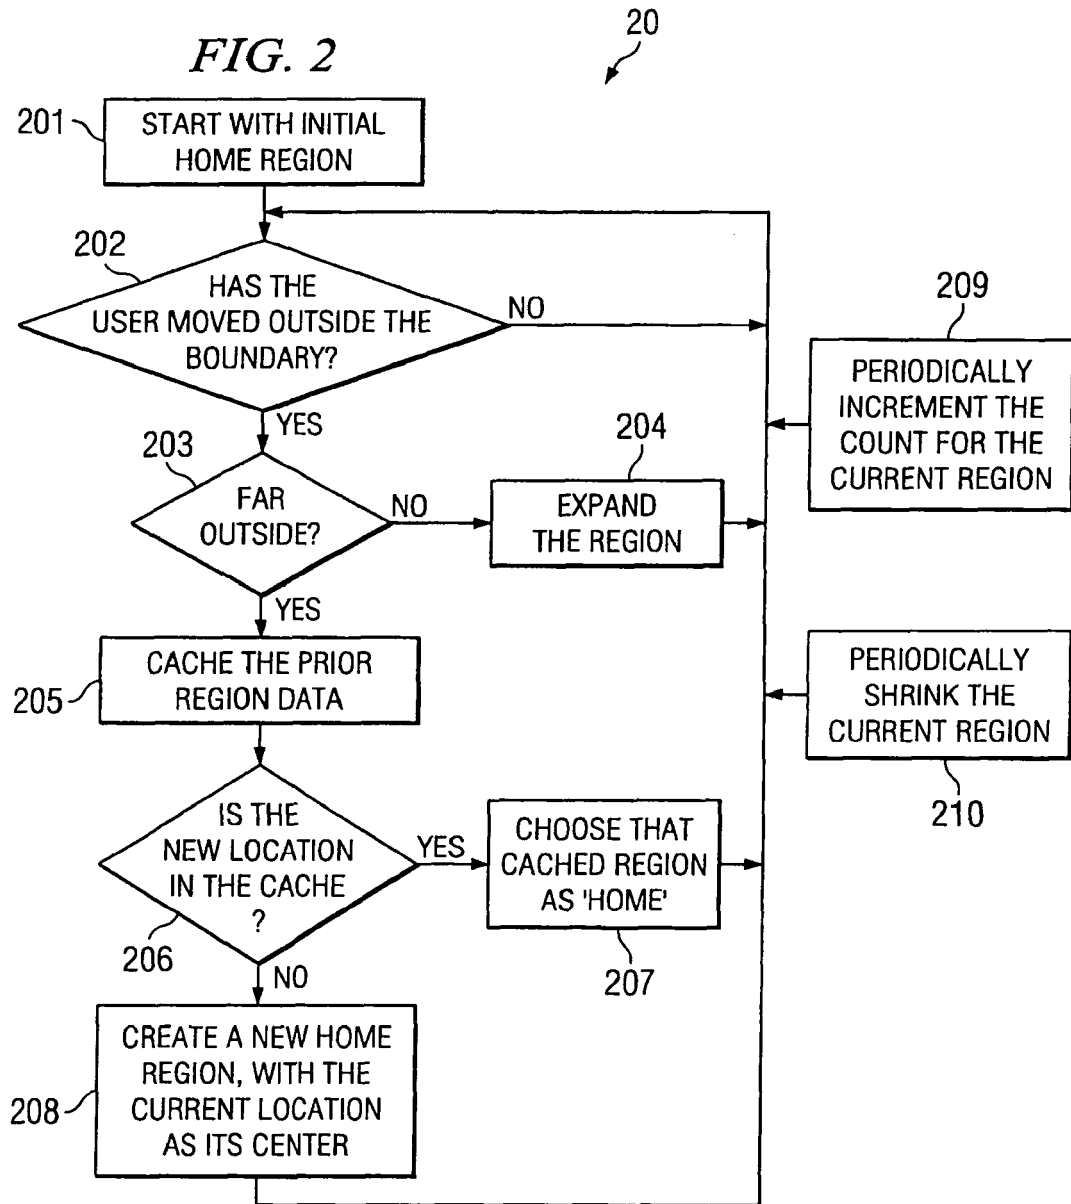 FIG. 2
20
201
START WITH INITIAL
HOME REGION
202
HAS THE
USER MOVED OUTSIDE THE
BOUNDARY?
NO
YES
209
PERIODICALLY
INCREMENT THE
COUNT FOR THE
CURRENT REGION
203
FAR
OUTSIDE?
NO
YES
204
EXPAND
THE REGION
205
CACHE THE PRIOR
REGION DATA
PERIODICALLY
SHRINK THE
CURRENT REGION
210
IS THE
NEW LOCATION
IN THE CACHE
?
206
YES
NO
CHOOSE THAT
CACHED REGION
AS 'HOME'
207
208
CREATE A NEW HOME
REGION, WITH THE
CURRENT LOCATION
AS ITS CENTER